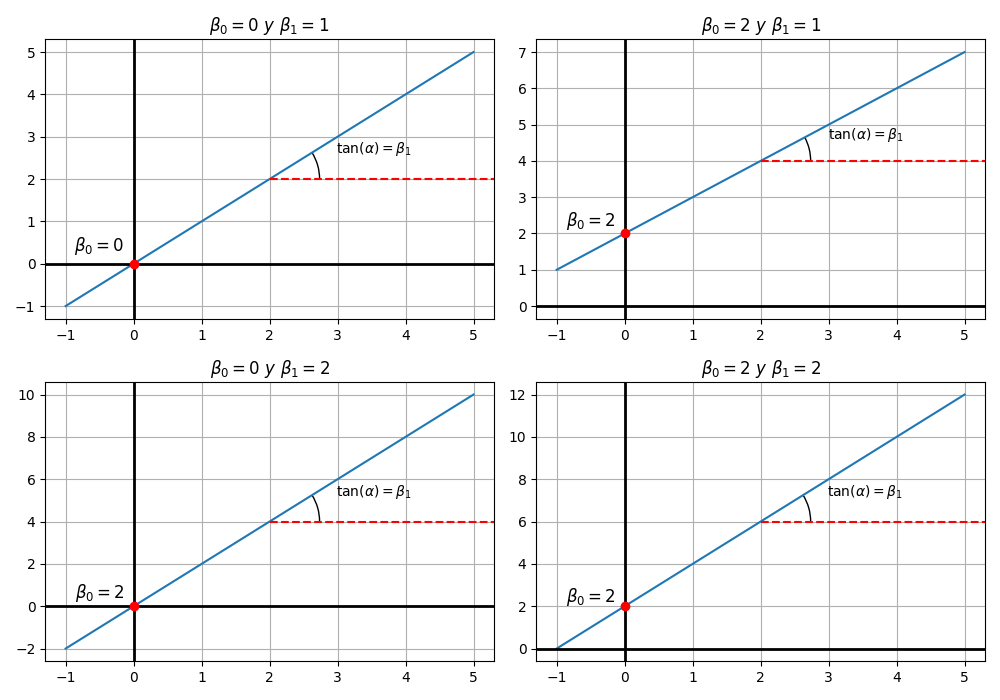 β₀ = 0 y β₁ = 1
5
4
3
2
1
0
−1
tan(α) = β₁
β₀ = 0
−1 0 1 2 3 4 5
β₀ = 2 y β₁ = 1
7
6
5
4
3
2
1
0
tan(α) = β₁
β₀ = 2
−1 0 1 2 3 4 5
β₀ = 0 y β₁ = 2
10
8
6
4
2
0
−2
tan(α) = β₁
β₀ = 2
−1 0 1 2 3 4 5
β₀ = 2 y β₁ = 2
12
10
8
6
4
2
0
tan(α) = β₁
β₀ = 2
−1 0 1 2 3 4 5